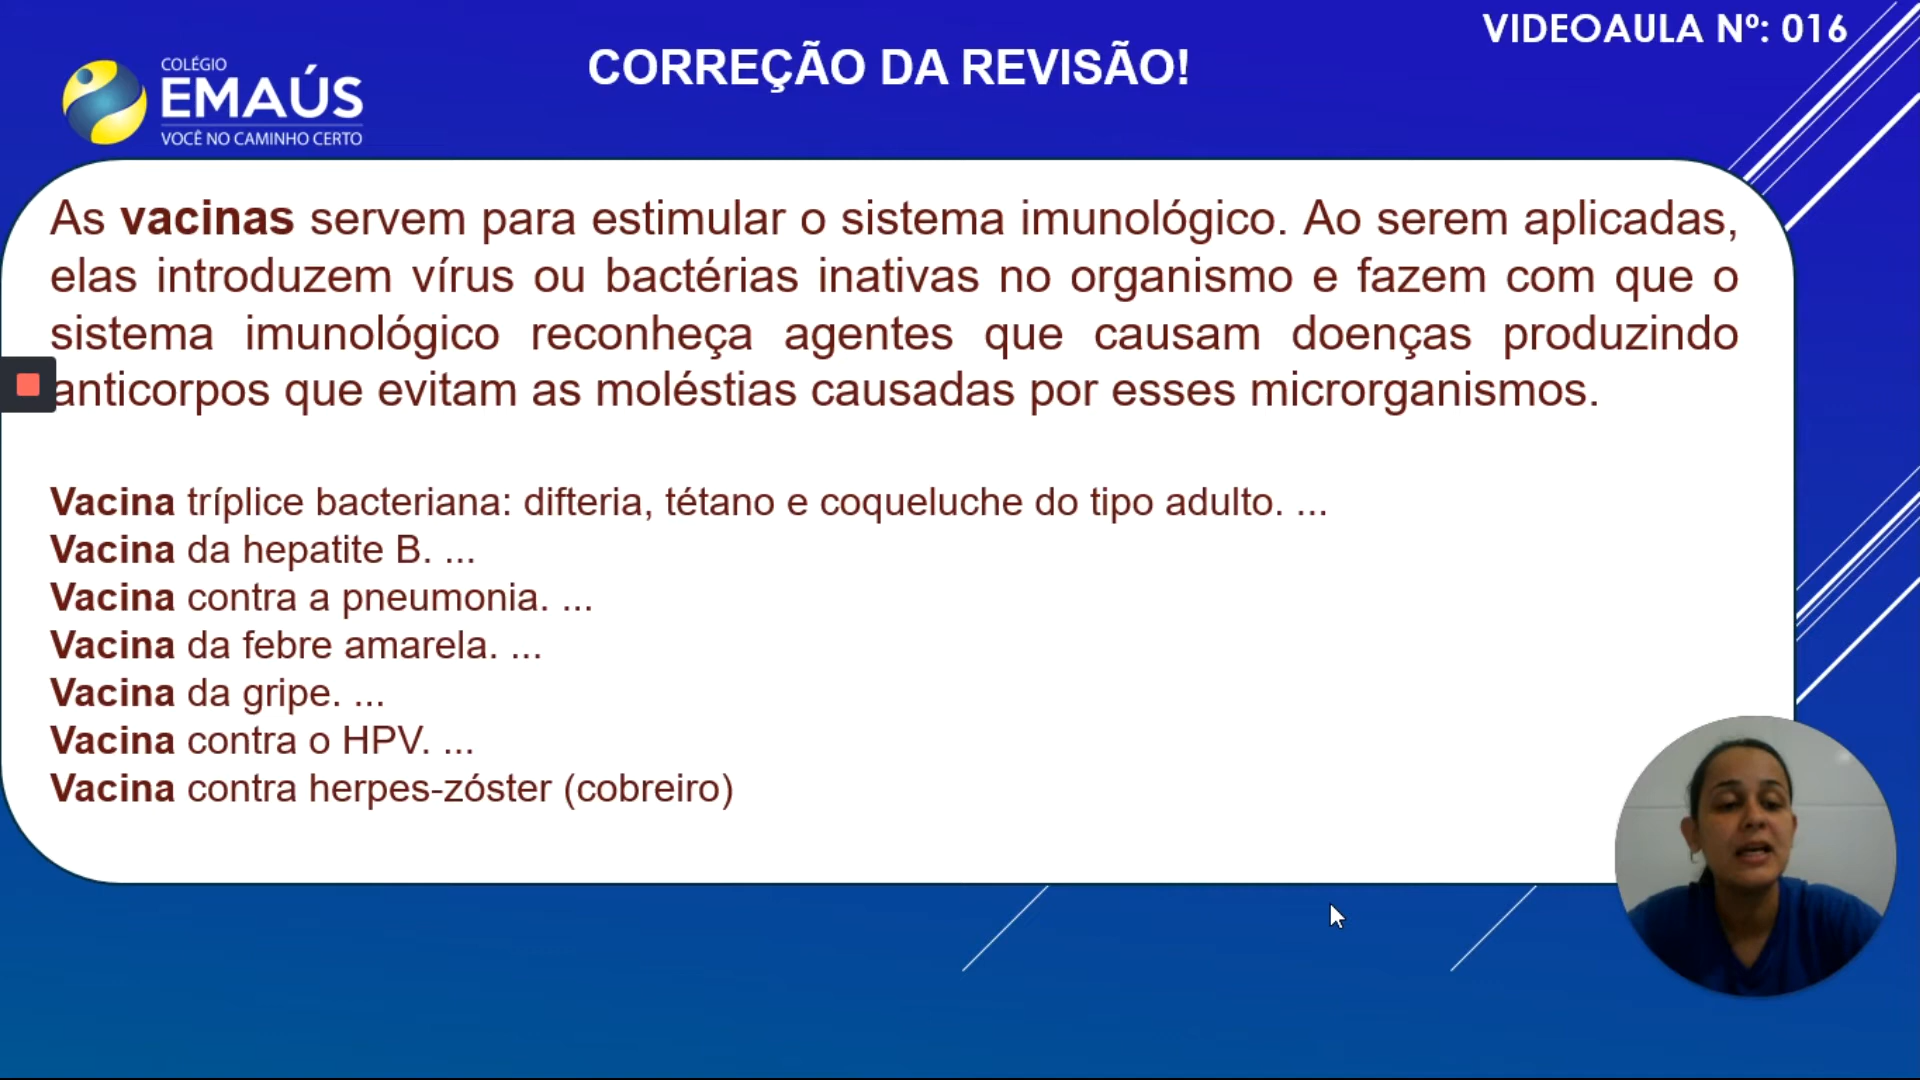 VIDEOAULA Nº: 016
COLÉGIO
EMAÚS
VOCÊ NO CAMINHO CERTO
CORREÇÃO DA REVISÃO!
As vacinas servem para estimular o sistema imunológico. Ao serem aplicadas,
elas introduzem vírus ou bactérias inativas no organismo e fazem com que o
sistema imunológico reconheça agentes que causam doenças produzindo
anticorpos que evitam as moléstias causadas por esses microrganismos.
Vacina tríplice bacteriana: difteria, tétano e coqueluche do tipo adulto. ...
Vacina da hepatite B. ...
Vacina contra a pneumonia. ...
Vacina da febre amarela. ...
Vacina da gripe. ...
Vacina contra o HPV. ...
Vacina contra herpes-zóster (cobreiro)